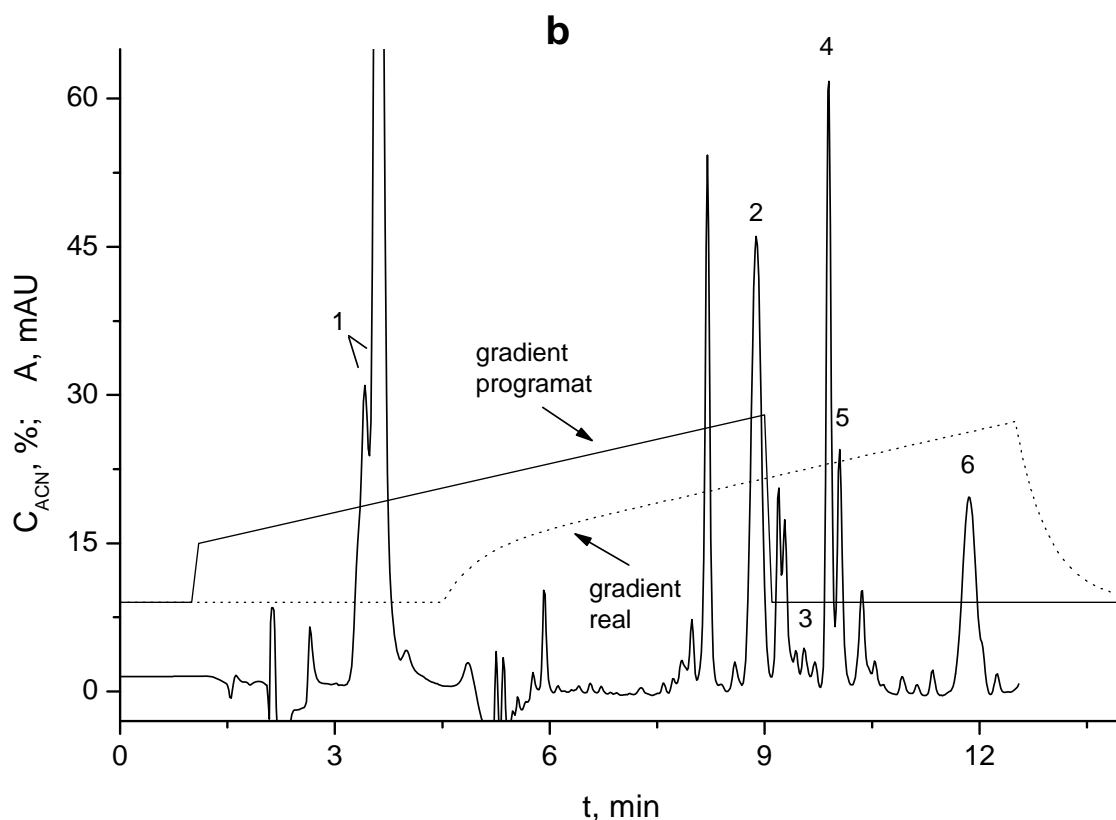 b
60
45
30
15
0
C_ACN, %; A, mAU
1
gradient
programat
2
4
5
3
6
gradient
real
0
3
6
9
12
t, min